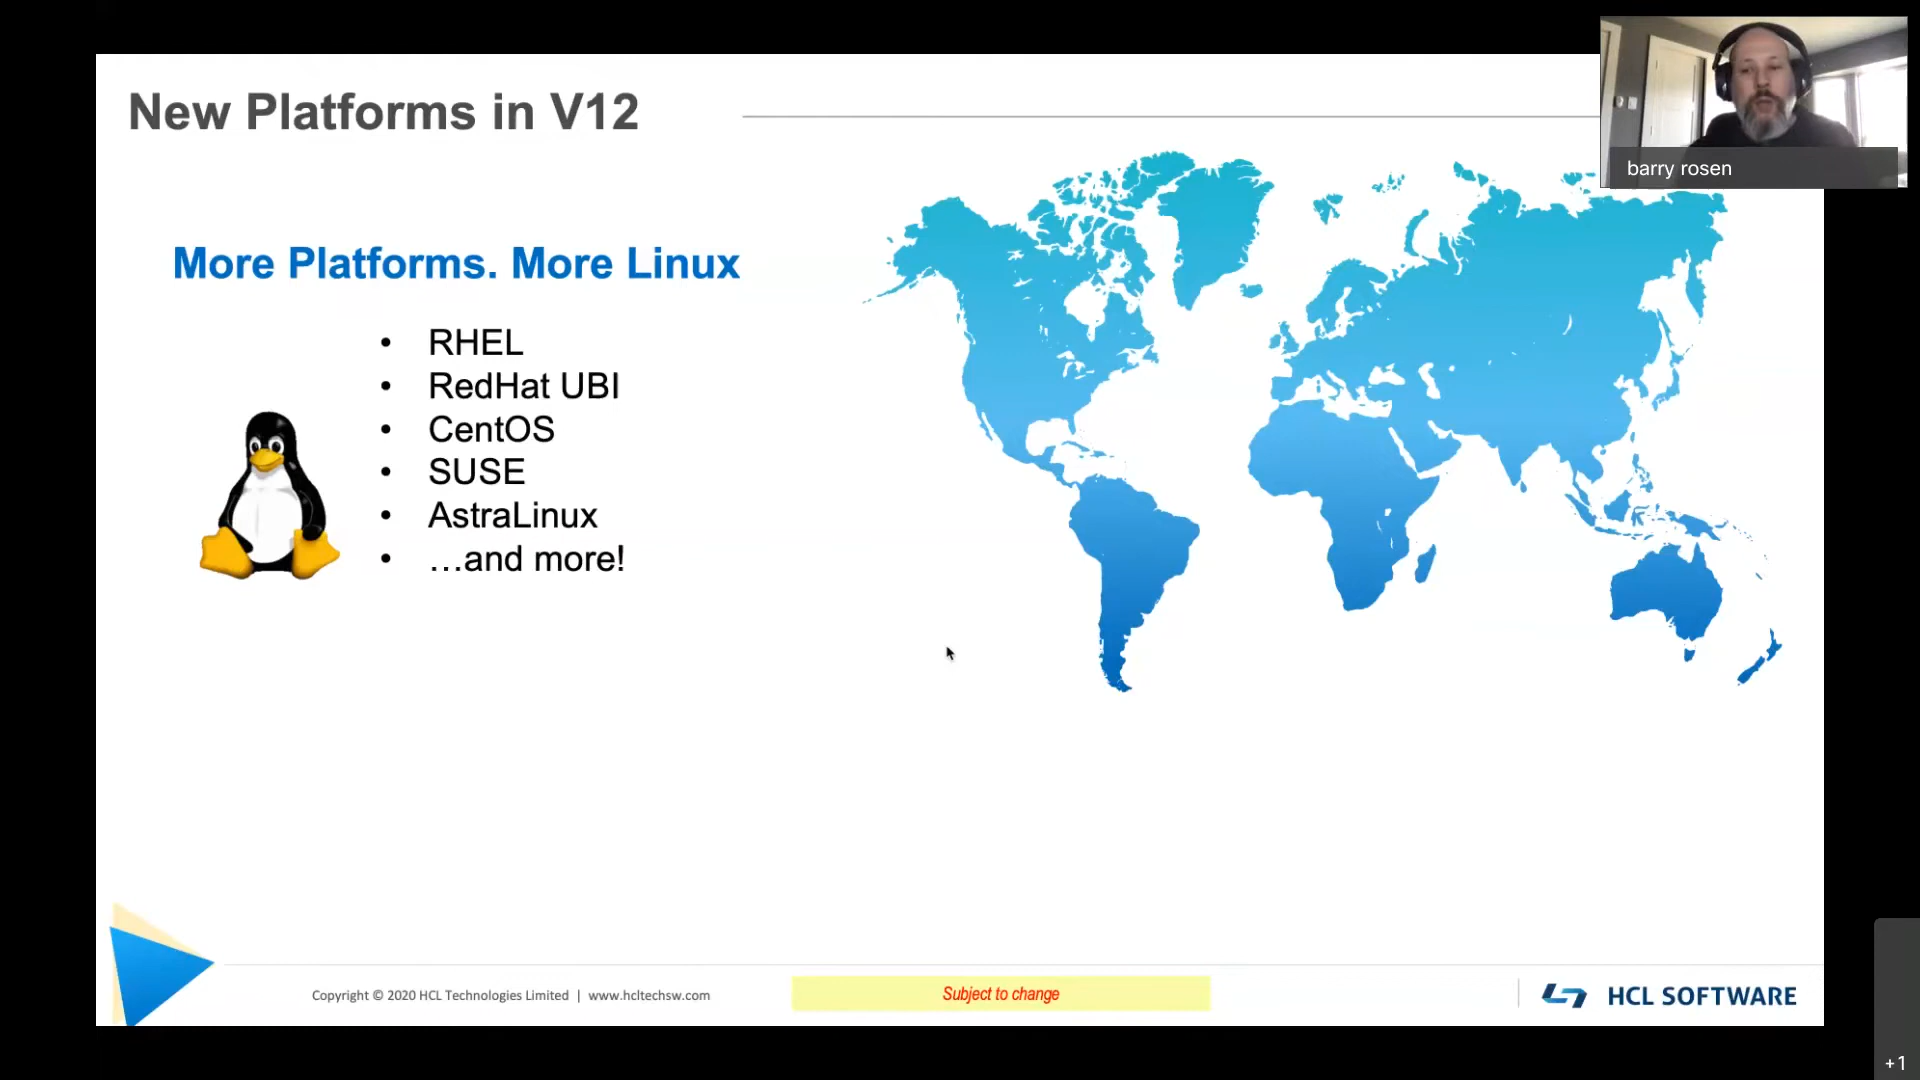 New Platforms in V12
barry rosen
More Platforms. More Linux
• RHEL
• RedHat UBI
• CentOS
• SUSE
• AstraLinux
• …and more!
Copyright © 2020 HCL Technologies Limited | www.hcltechsw.com
Subject to change
HCL SOFTWARE
+1